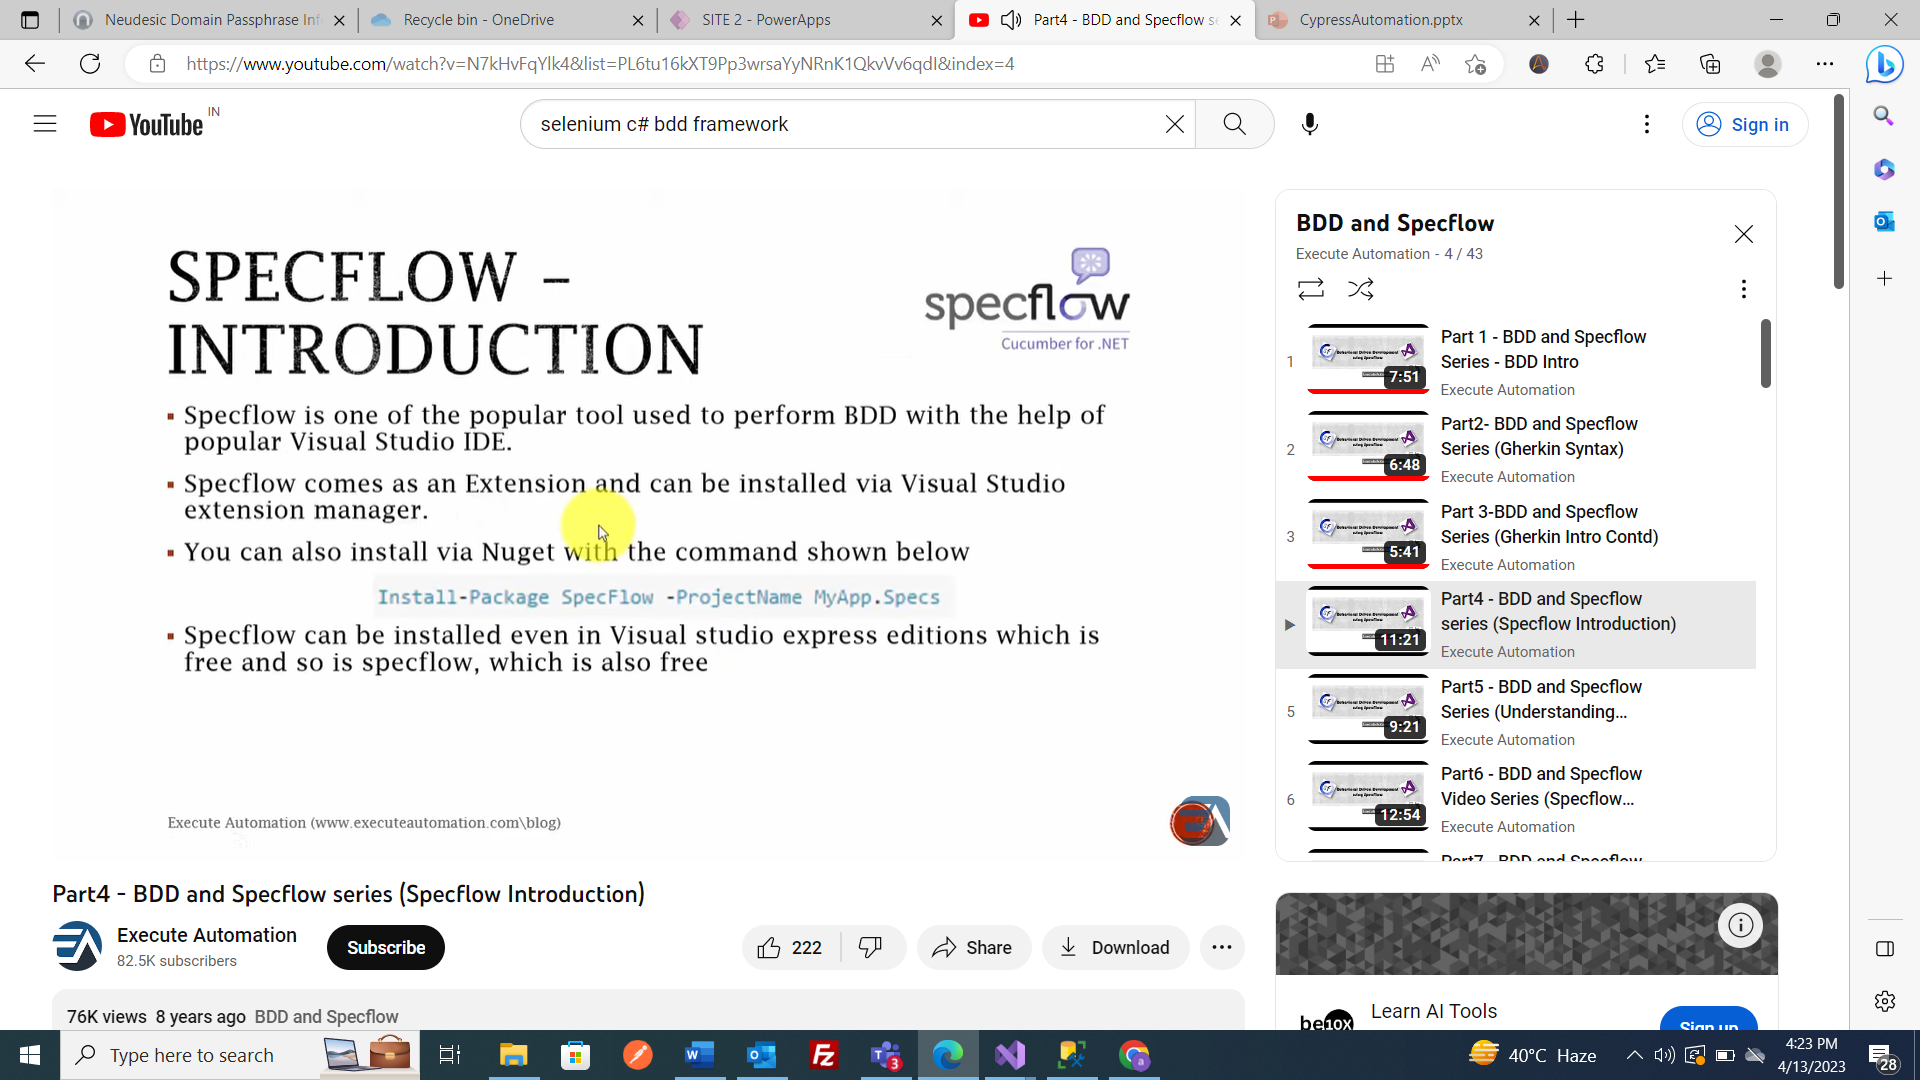 Neudesic Domain Passphrase Inf
Recycle bin - OneDrive
SITE 2 - PowerApps
Part4 - BDD and Specflow se
CypressAutomation.pptx
https://www.youtube.com/watch?v=N7kHvFqYlk4&list=PL6tu16kXT9Pp3wrsaYyNRnK1QkvVv6qdI&index=4
YouTube IN
selenium c# bdd framework
Sign in
SPECFLOW –
INTRODUCTION
specflow
Cucumber for .NET
Specflow is one of the popular tool used to perform BDD with the help of
popular Visual Studio IDE.
Specflow comes as an Extension and can be installed via Visual Studio
extension manager.
You can also install via Nuget with the command shown below
Install-Package SpecFlow -ProjectName MyApp.Specs
Specflow can be installed even in Visual studio express editions which is
free and so is specflow, which is also free
Execute Automation (www.executeautomation.com\blog)
Part4 - BDD and Specflow series (Specflow Introduction)
Execute Automation
82.5K subscribers
Subscribe
222
Share
Download
76K views 8 years ago BDD and Specflow
BDD and Specflow
Execute Automation - 4 / 43
1
7:51
Part 1 - BDD and Specflow
Series - BDD Intro
Execute Automation
2
6:48
Part2- BDD and Specflow
Series (Gherkin Syntax)
Execute Automation
3
5:41
Part 3-BDD and Specflow
Series (Gherkin Intro Contd)
Execute Automation
11:21
Part4 - BDD and Specflow
series (Specflow Introduction)
Execute Automation
5
9:21
Part5 - BDD and Specflow
Series (Understanding...
Execute Automation
6
12:54
Part6 - BDD and Specflow
Video Series (Specflow...
Execute Automation
Part7 - BDD and Specflow
be10x
Learn AI Tools
Sign up
Type here to search
3
40°C Haze
4:23 PM
4/13/2023
28